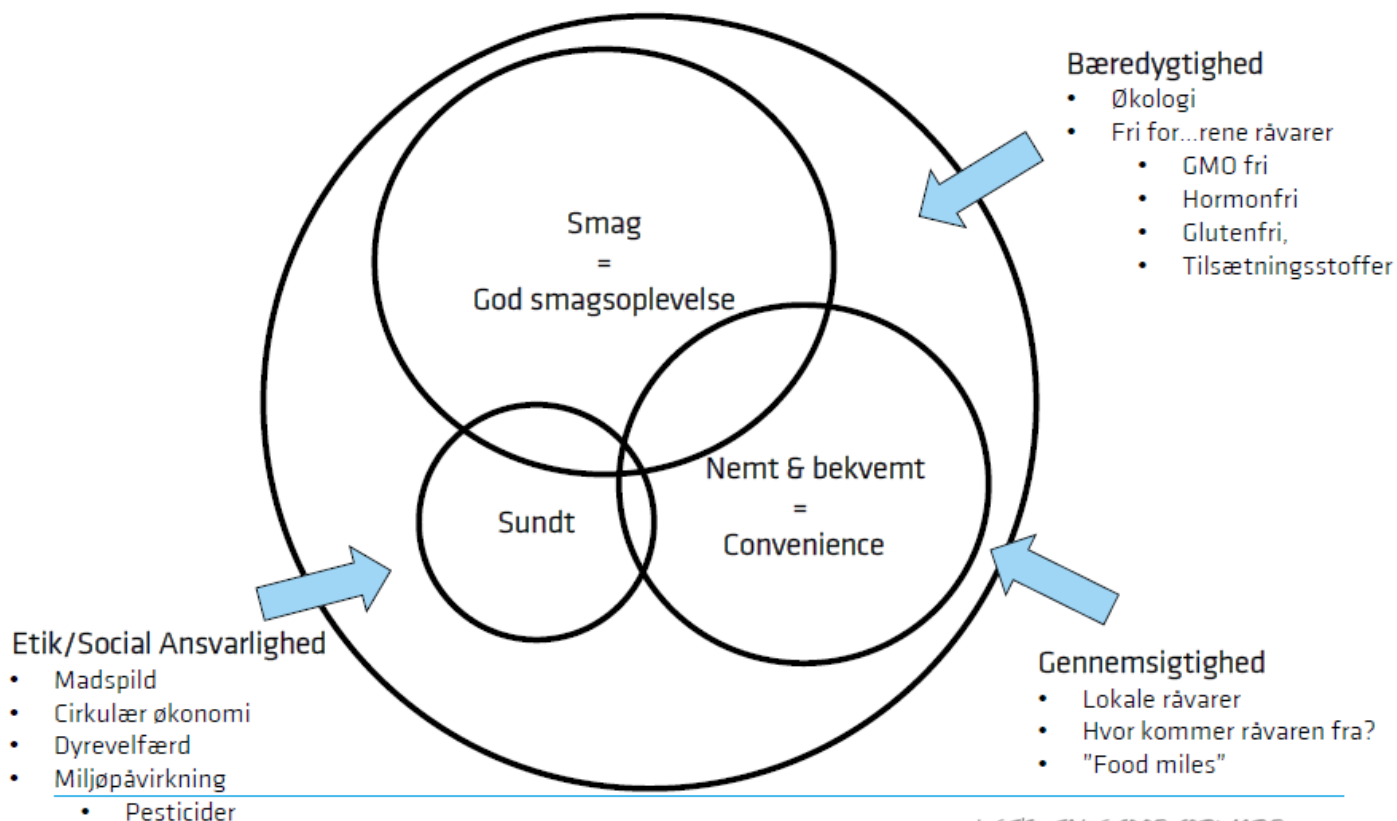 Bæredygtighed
• Økologi
• Fri for...rene råvarer
• GMO fri
• Hormonfri
• Glutenfri,
• Tilsætningsstoffer
Smag
=
God smagsoplevelse
Nemt & bekvemt
=
Convenience
Sundt
Etik/Social Ansvarlighed
• Madspild
• Cirkulær økonomi
• Dyrevelfærd
• Miljøpåvirkning
• Pesticider
Gennemsigtighed
• Lokale råvarer
• Hvor kommer råvaren fra?
• "Food miles"